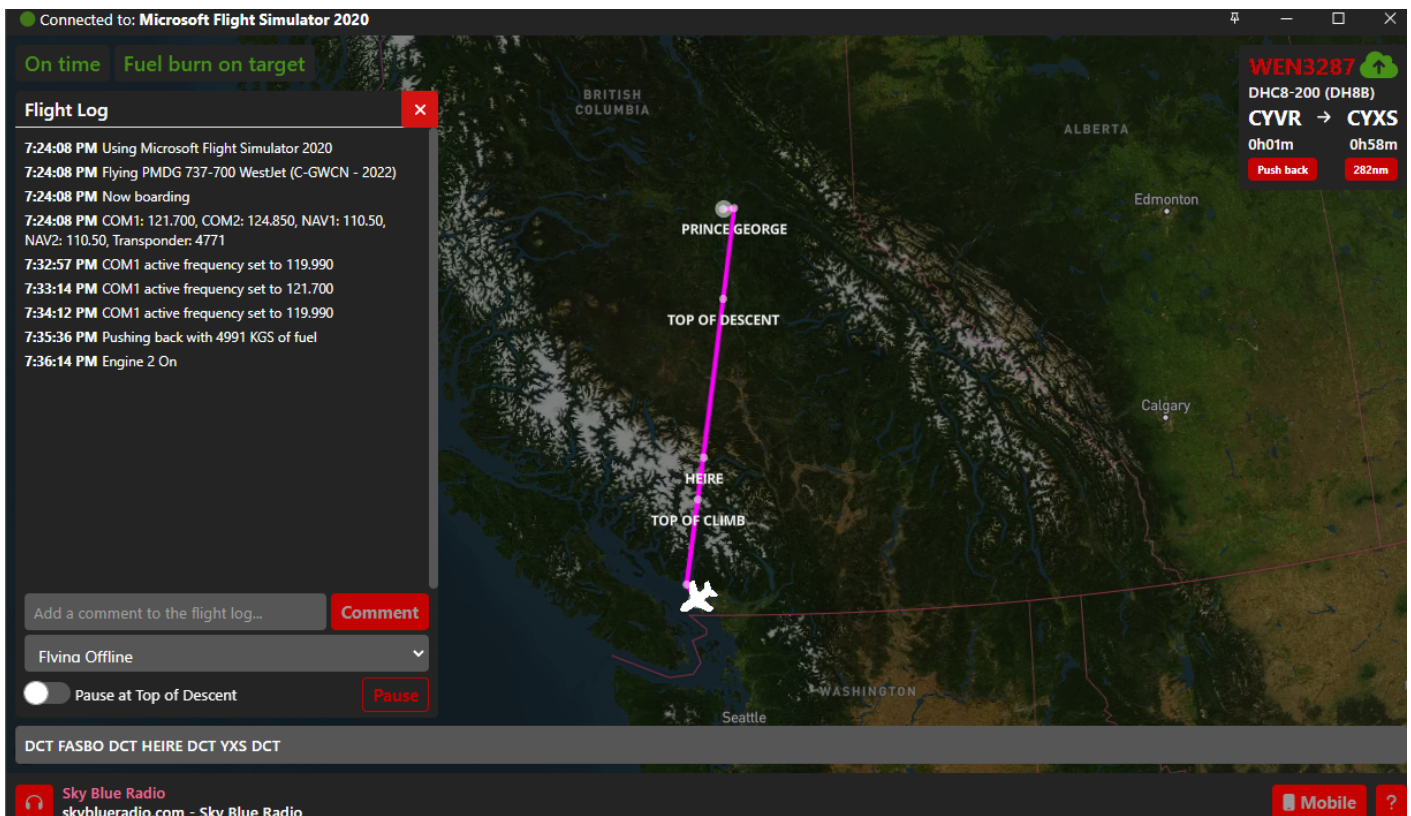 Connected to: Microsoft Flight Simulator 2020
On time Fuel burn on target
Flight Log
7:24:08 PM Using Microsoft Flight Simulator 2020
7:24:08 PM Flying PMDG 737-700 WestJet (C-GWCN - 2022)
7:24:08 PM Now boarding
7:24:08 PM COM1: 121.700, COM2: 124.850, NAV1: 110.50,
NAV2: 110.50, Transponder: 4771
7:32:57 PM COM1 active frequency set to 119.990
7:33:14 PM COM1 active frequency set to 121.700
7:34:12 PM COM1 active frequency set to 119.990
7:35:36 PM Pushing back with 4991 KGS of fuel
7:36:14 PM Engine 2 On
Add a comment to the flight log...
Comment
Flying Offline
Pause at Top of Descent
Pause
BRITISH
COLUMBIA
ALBERTA
Edmonton
PRINCE GEORGE
TOP OF DESCENT
Calgary
HEIRE
TOP OF CLIMB
WASHINGTON
Seattle
WEN3287
DHC8-200 (DH8B)
CYVR → CYXS
0h01m 0h58m
Push back 282nm
DCT FASBO DCT HEIRE DCT YXS DCT
Sky Blue Radio
skyblueradio.com - Sky Blue Radio
Mobile ?